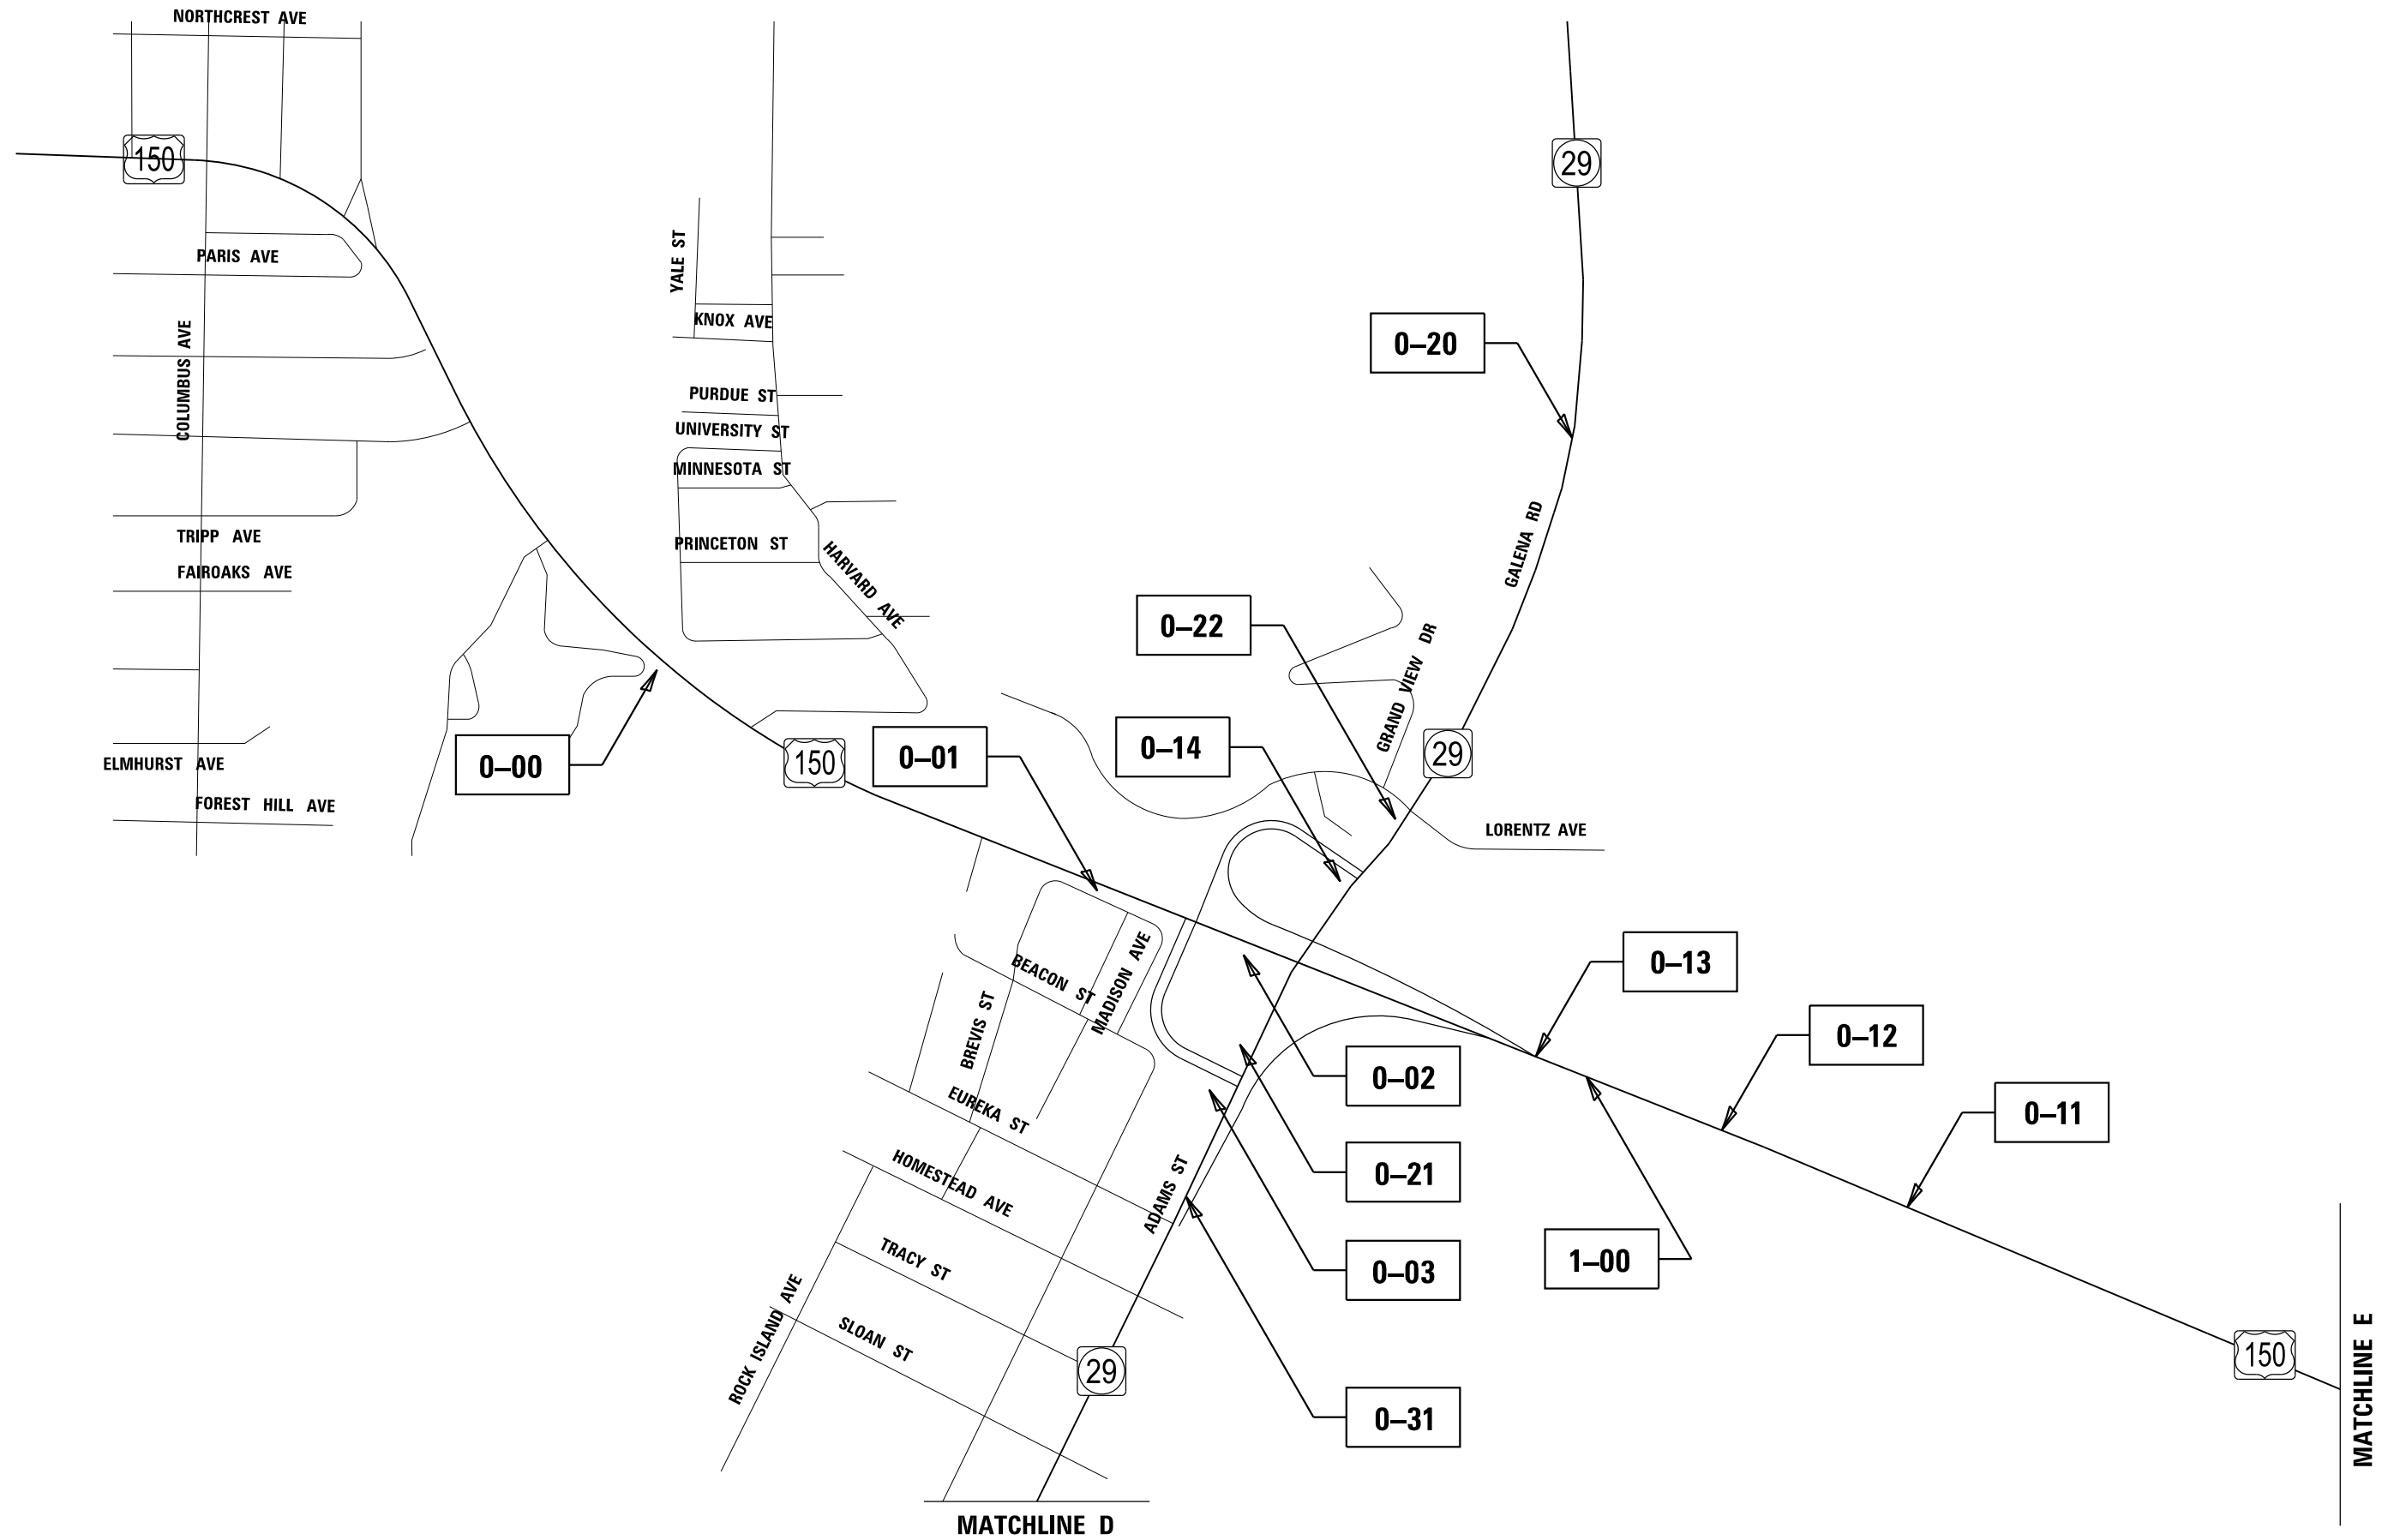 NORTHCREST AVE
150
29
PARIS AVE
YALE ST
KNOX AVE
COLUMBUS AVE
0–20
PURDUE ST
UNIVERSITY ST
MINNESOTA ST
TRIPP AVE
PRINCETON ST
HARVARD AVE
GALENA RD
FAIROAKS AVE
0–22
GRAND VIEW DR
0–14
29
0–01
150
0–00
ELMHURST AVE
FOREST HILL AVE
LORENTZ AVE
BEACON ST
MADISON AVE
0–13
BREVIS ST
0–12
0–02
EUREKA ST
0–11
0–21
HOMESTEAD AVE
ADAMS ST
TRACY ST
0–03
1–00
ROCK ISLAND AVE
SLOAN ST
29
150
0–31
MATCHLINE E
MATCHLINE D